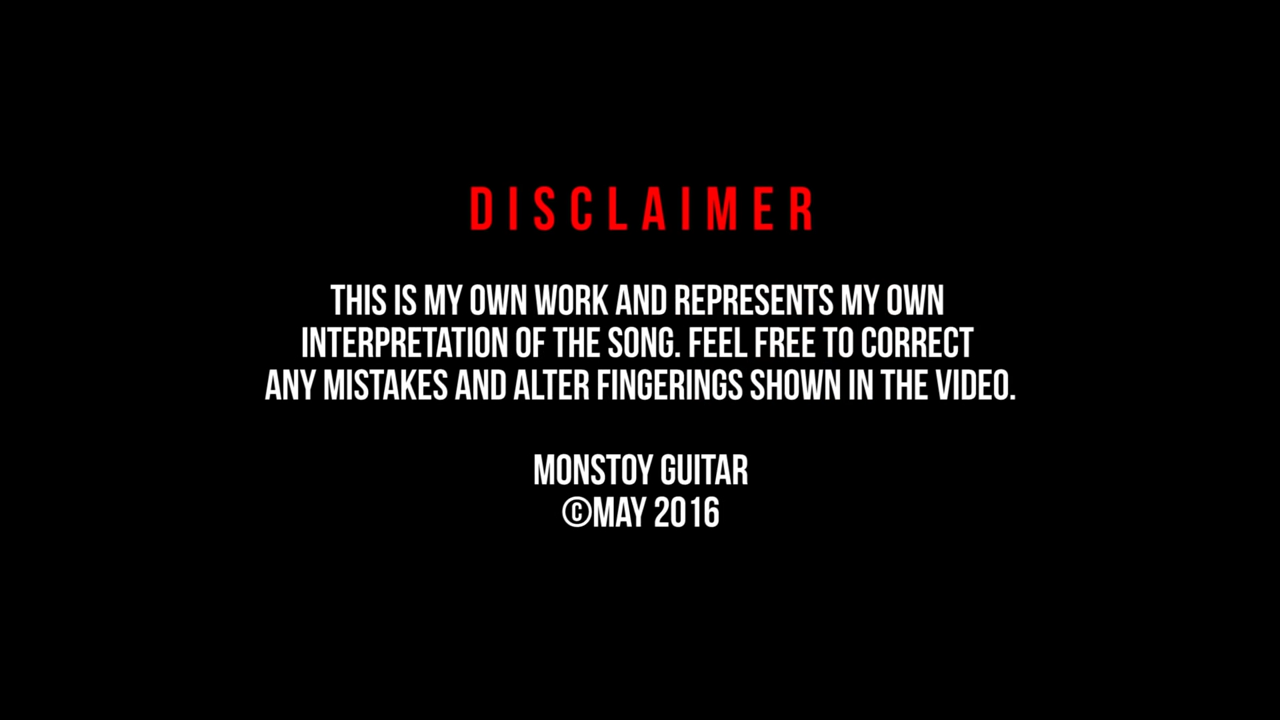 DISCLAIMER
THIS IS MY OWN WORK AND REPRESENTS MY OWN
INTERPRETATION OF THE SONG. FEEL FREE TO CORRECT
ANY MISTAKES AND ALTER FINGERINGS SHOWN IN THE VIDEO.
MONSTOY GUITAR
©MAY 2016